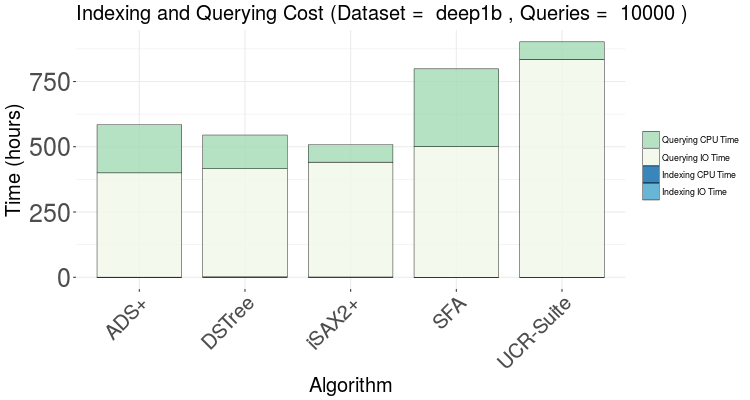 Indexing and Querying Cost (Dataset = deep1b , Queries = 10000 )
Time (hours)
750
500
250
0
ADS+
DSTree
iSAX2+
SFA
UCR-Suite
Algorithm
Querying CPU Time
Querying IO Time
Indexing CPU Time
Indexing IO Time